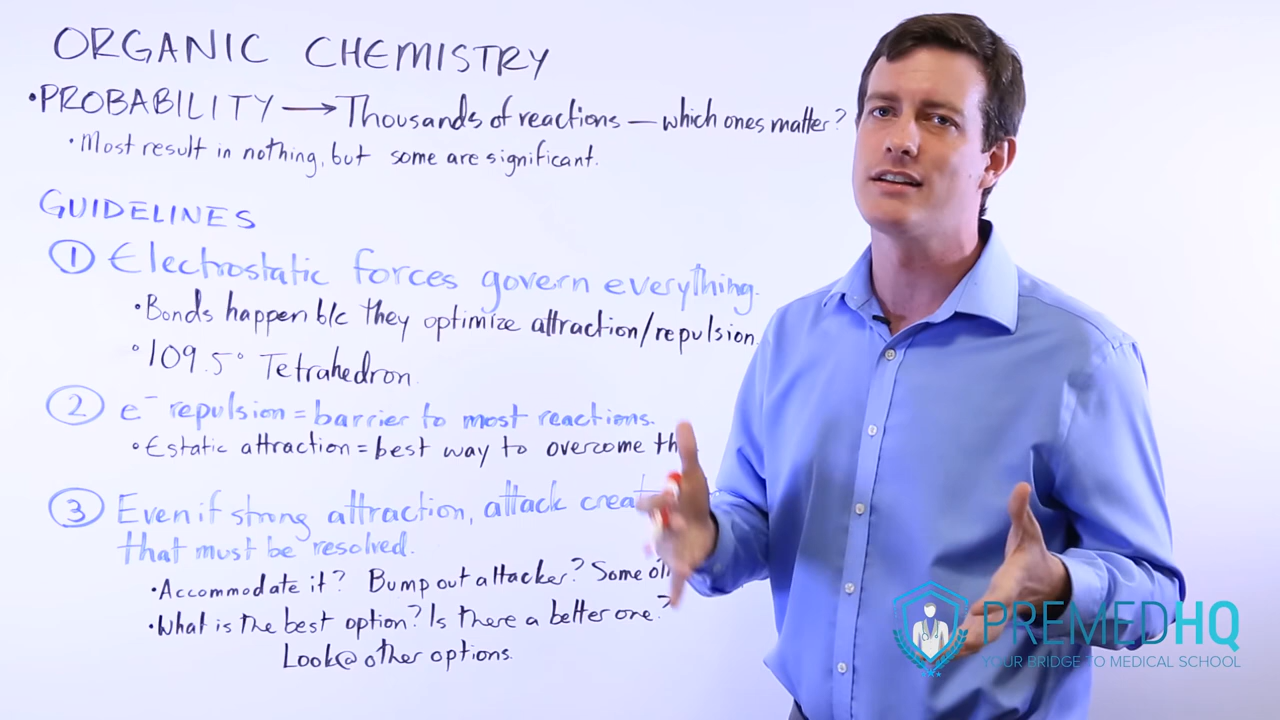 ORGANIC CHEMISTRY
•PROBABILITY → Thousands of reactions — which ones matter?
•Most result in nothing, but some are significant.
GUIDELINES
① Electrostatic forces govern everything.
•Bonds happen b/c they optimize attraction/repulsion.
°109.5° Tetrahedron.
② e⁻ repulsion = barrier to most reactions.
•Estatic attraction = best way to overcome
③ Even if strong attraction, attack
that must be resolved.
•Accommodate it? Bump out attacker? Some
•What is the best option? Is there a better one?
Look@other options.
PREMEDHQ
YOUR BRIDGE TO MEDICAL SCHOOL